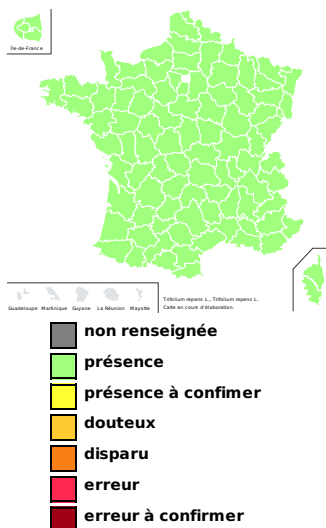 Île-de-France
Guadeloupe Martinique Guyane La Réunion Mayotte
Trifolium repens L., Trifolium repens L.
Carte en cours d'élaboration.
non renseignée
présence
présence à confimer
douteux
disparu
erreur
erreur à confirmer